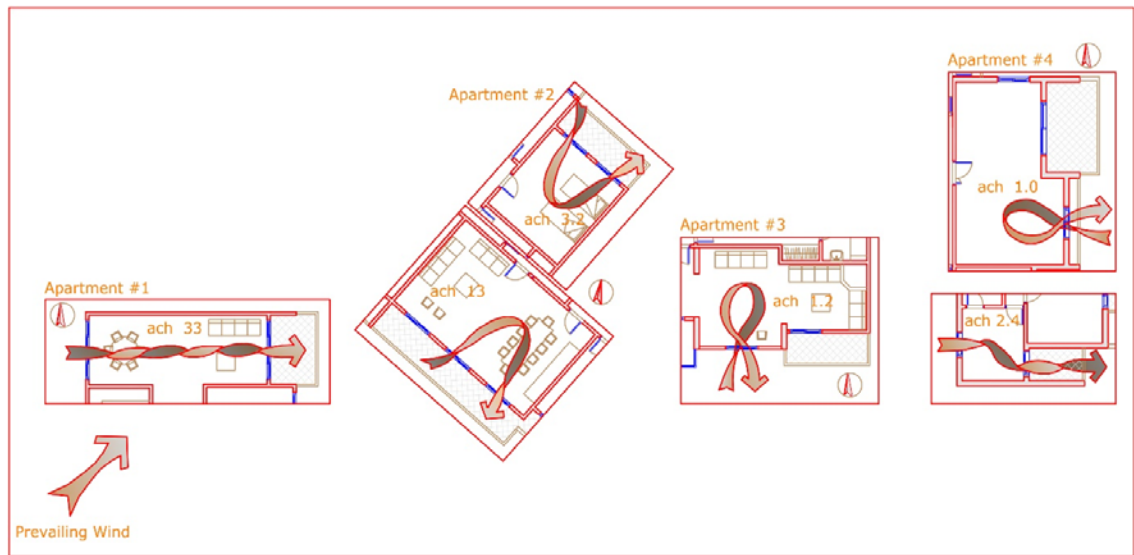 Apartment #1
ach 33
Prevailing Wind
Apartment #2
ach 3.2
ach 13
Apartment #3
ach 1.2
Apartment #4
ach 1.0
ach 2.4